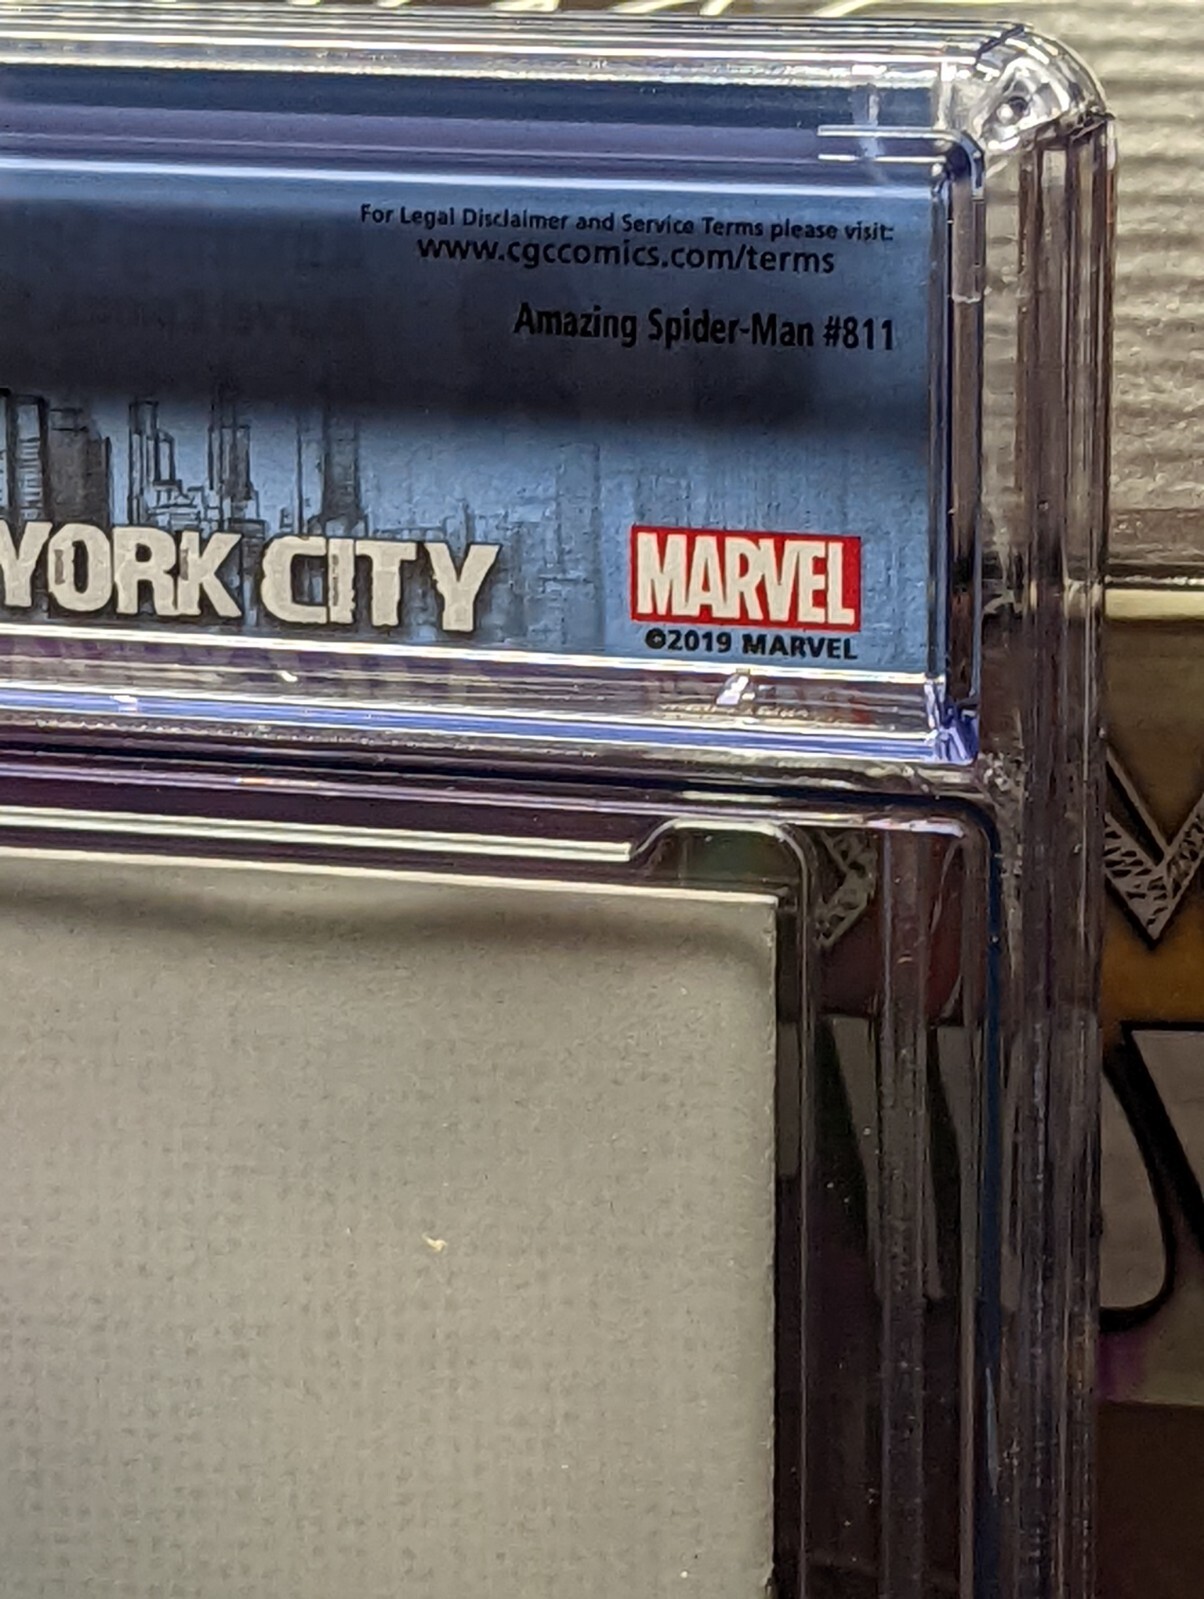 For Legal Disclaimer and Service Terms please visit:
www.cgccomics.com/terms
Amazing Spider-Man #811
YORK CITY
MARVEL
©2019 MARVEL